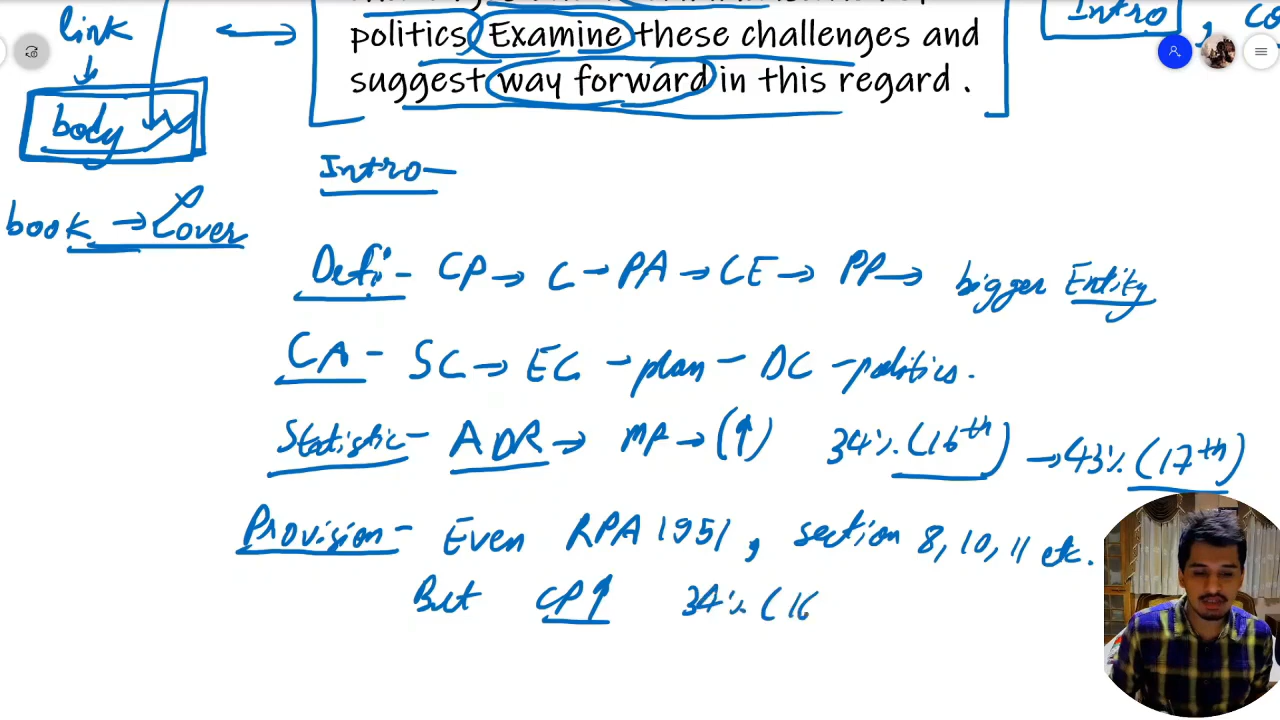 link
politics. Examine these challenges and
suggest way forward in this regard.
Intro,
body
Intro—
book → Cover
Defi - CP → C → PA → CE → PP → bigger Entity
CA - SC → EC - plan - DC - politics.
Statistic - ADR → MP → (↑) 34% (16th) → 43% (17th)
Provision - Even RPA 1951, section 8, 10, 11 etc.
But CP↑ 34% (16